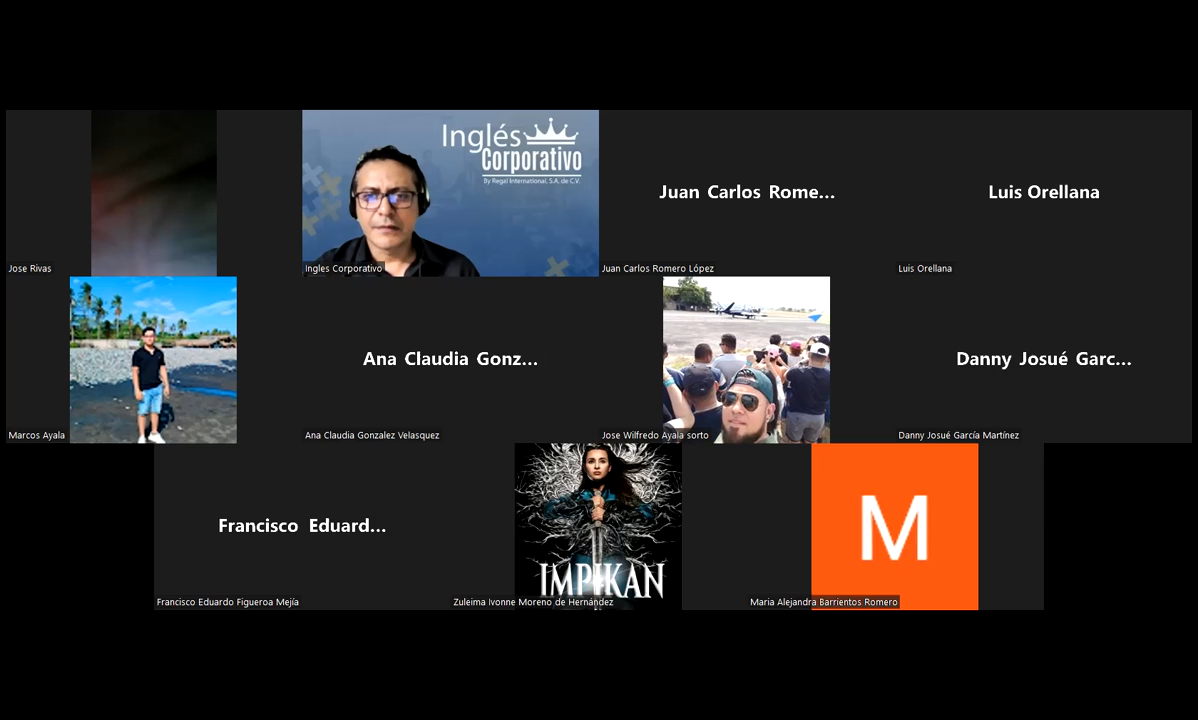 Inglés
Corporativo
By Regal International, S.A. de C.V.
Juan Carlos Rome...
Luis Orellana
Jose Rivas
Ingles Corporativo
Juan Carlos Romero López
Luis Orellana
Ana Claudia Gonz...
Danny Josué Garc...
Marcos Ayala
Ana Claudia Gonzalez Velasquez
Jose Wilfredo Ayala sorto
Danny Josué García Martínez
Francisco Eduard...
IMPIKAN
M
Francisco Eduardo Figueroa Mejía
Zuleima Ivonne Moreno de Hernández
Maria Alejandra Barrientos Romero